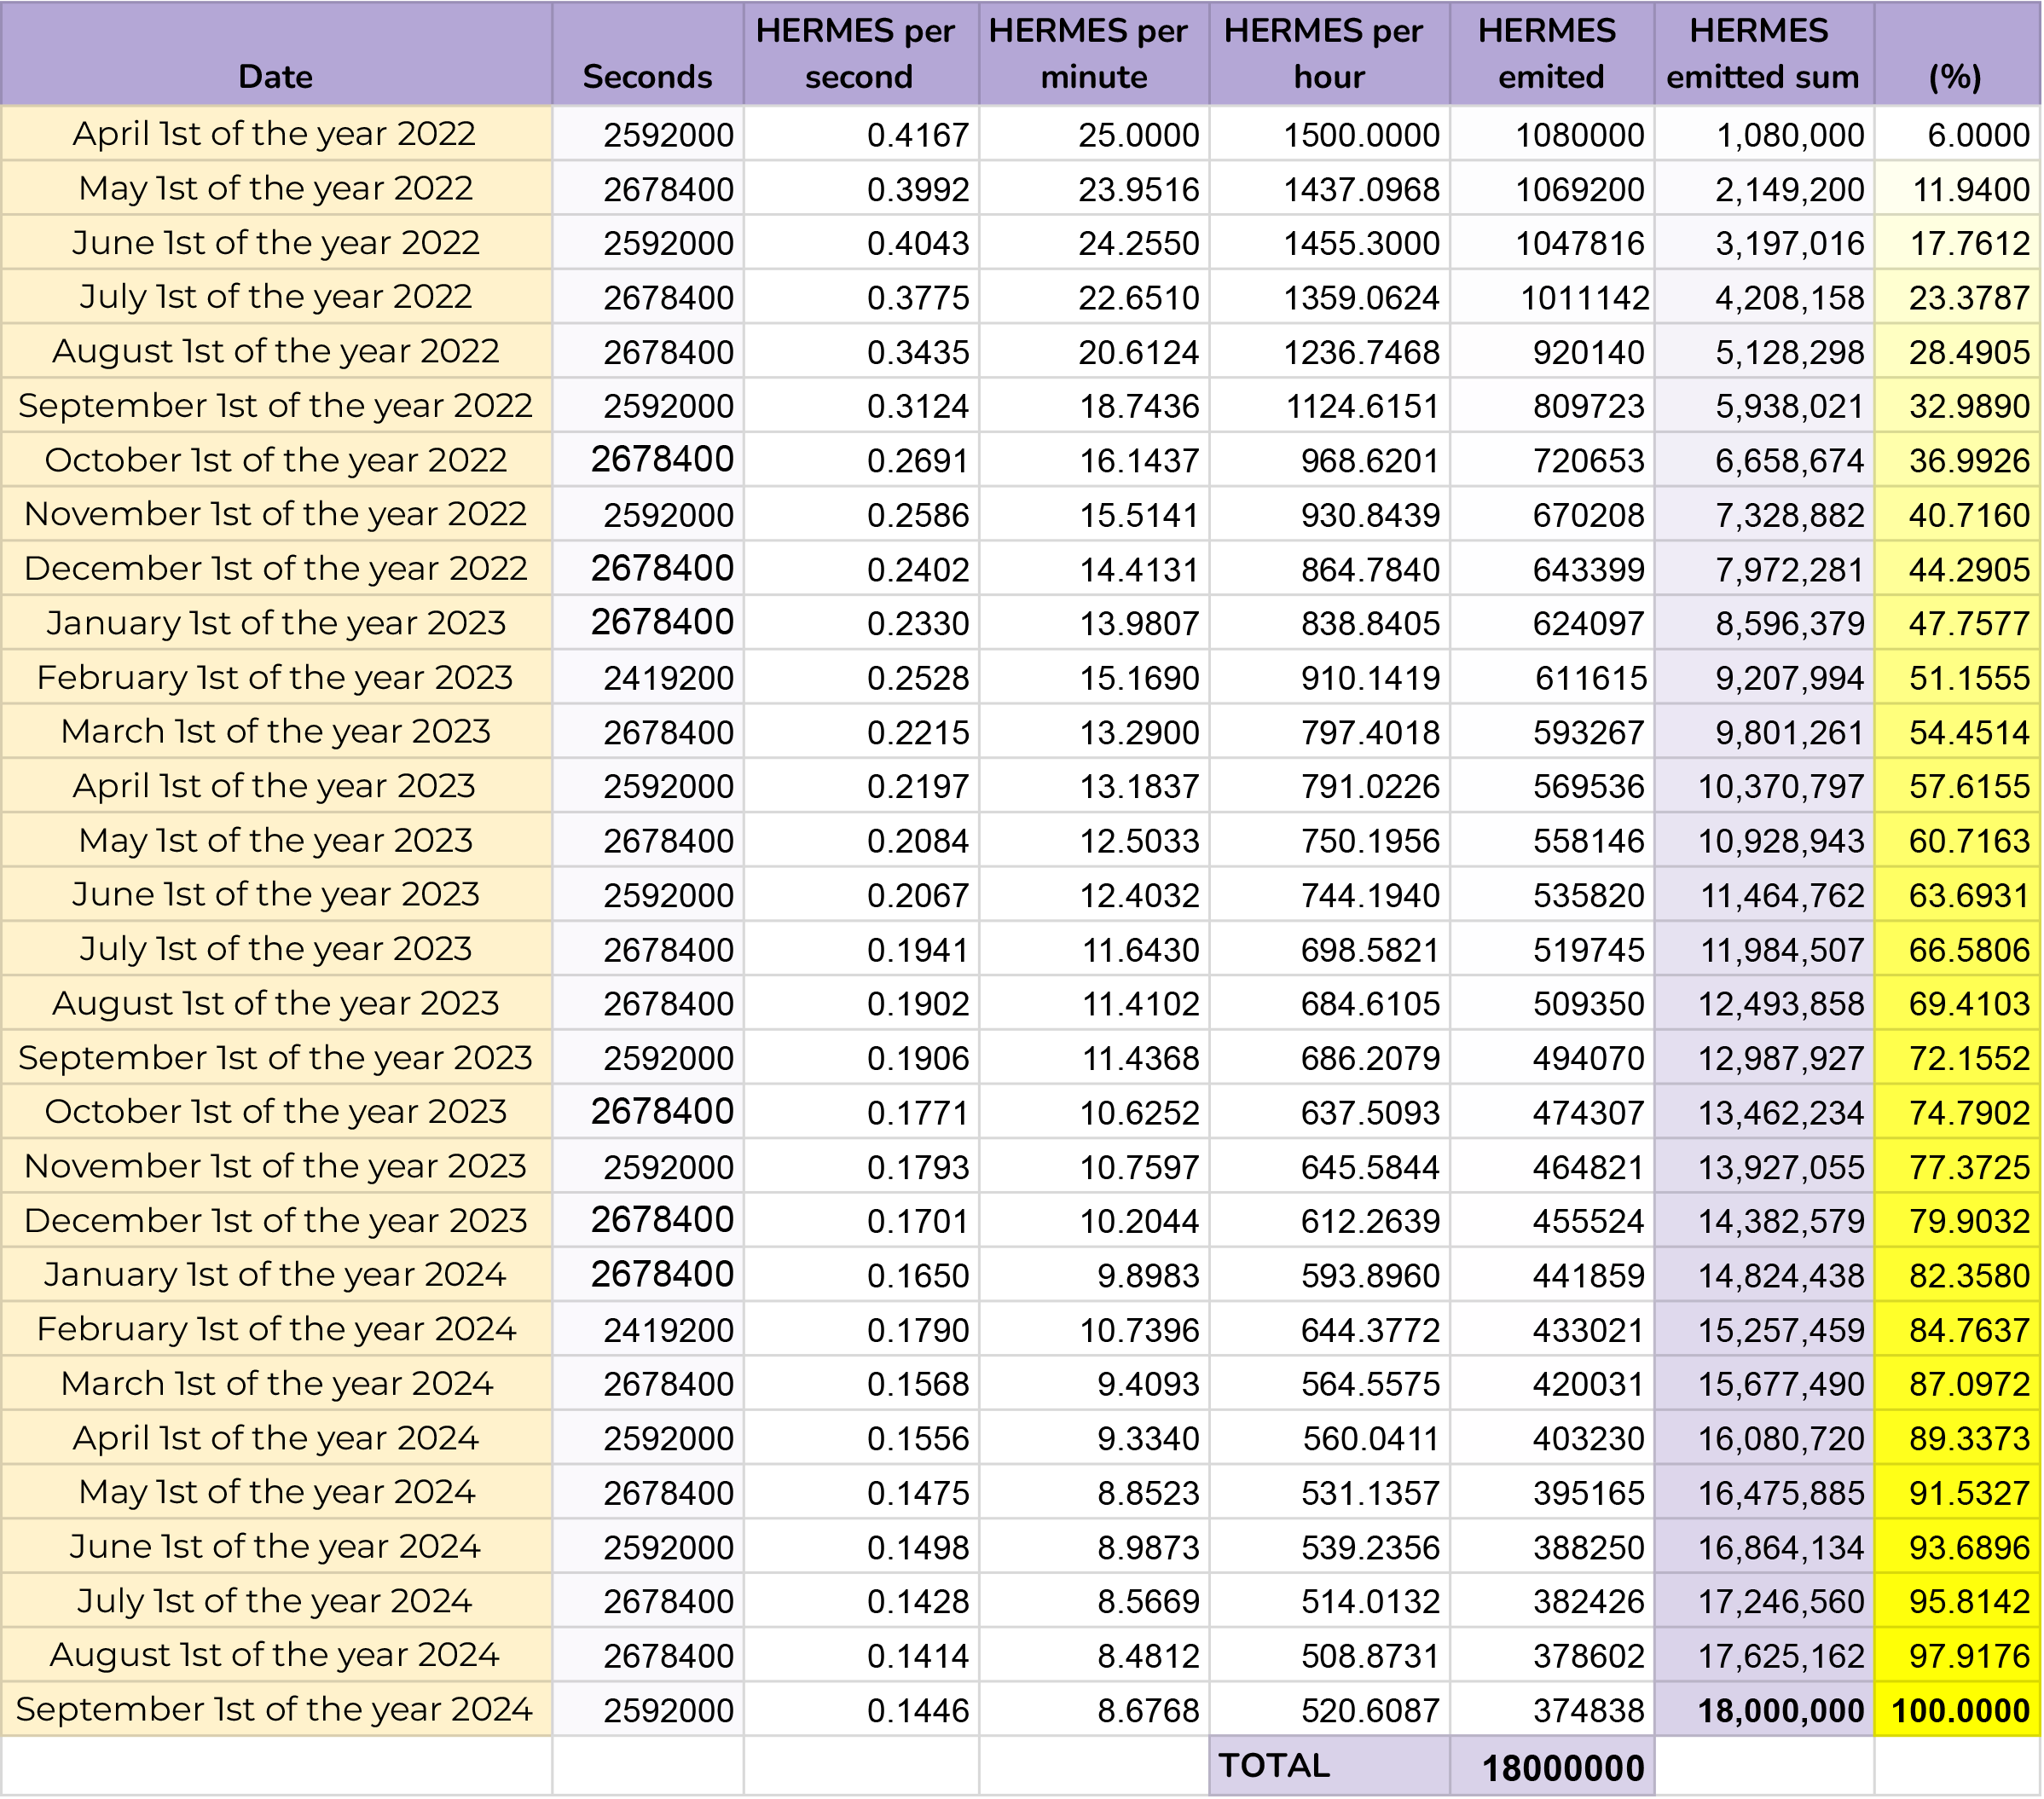 Date Seconds HERMES per second HERMES per minute HERMES per hour HERMES emited HERMES emitted sum (%)
April 1st of the year 2022 2592000 0.4167 25.0000 1500.0000 1080000 1,080,000 6.0000
May 1st of the year 2022 2678400 0.3992 23.9516 1437.0968 1069200 2,149,200 11.9400
June 1st of the year 2022 2592000 0.4043 24.2550 1455.3000 1047816 3,197,016 17.7612
July 1st of the year 2022 2678400 0.3775 22.6510 1359.0624 1011142 4,208,158 23.3787
August 1st of the year 2022 2678400 0.3435 20.6124 1236.7468 920140 5,128,298 28.4905
September 1st of the year 2022 2592000 0.3124 18.7436 1124.6151 809723 5,938,021 32.9890
October 1st of the year 2022 2678400 0.2691 16.1437 968.6201 720653 6,658,674 36.9926
November 1st of the year 2022 2592000 0.2586 15.5141 930.8439 670208 7,328,882 40.7160
December 1st of the year 2022 2678400 0.2402 14.4131 864.7840 643399 7,972,281 44.2905
January 1st of the year 2023 2678400 0.2330 13.9807 838.8405 624097 8,596,379 47.7577
February 1st of the year 2023 2419200 0.2528 15.1690 910.1419 611615 9,207,994 51.1555
March 1st of the year 2023 2678400 0.2215 13.2900 797.4018 593267 9,801,261 54.4514
April 1st of the year 2023 2592000 0.2197 13.1837 791.0226 569536 10,370,797 57.6155
May 1st of the year 2023 2678400 0.2084 12.5033 750.1956 558146 10,928,943 60.7163
June 1st of the year 2023 2592000 0.2067 12.4032 744.1940 535820 11,464,762 63.6931
July 1st of the year 2023 2678400 0.1941 11.6430 698.5821 519745 11,984,507 66.5806
August 1st of the year 2023 2678400 0.1902 11.4102 684.6105 509350 12,493,858 69.4103
September 1st of the year 2023 2592000 0.1906 11.4368 686.2079 494070 12,987,927 72.1552
October 1st of the year 2023 2678400 0.1771 10.6252 637.5093 474307 13,462,234 74.7902
November 1st of the year 2023 2592000 0.1793 10.7597 645.5844 464821 13,927,055 77.3725
December 1st of the year 2023 2678400 0.1701 10.2044 612.2639 455524 14,382,579 79.9032
January 1st of the year 2024 2678400 0.1650 9.8983 593.8960 441859 14,824,438 82.3580
February 1st of the year 2024 2419200 0.1790 10.7396 644.3772 433021 15,257,459 84.7637
March 1st of the year 2024 2678400 0.1568 9.4093 564.5575 420031 15,677,490 87.0972
April 1st of the year 2024 2592000 0.1556 9.3340 560.0411 403230 16,080,720 89.3373
May 1st of the year 2024 2678400 0.1475 8.8523 531.1357 395165 16,475,885 91.5327
June 1st of the year 2024 2592000 0.1498 8.9873 539.2356 388250 16,864,134 93.6896
July 1st of the year 2024 2678400 0.1428 8.5669 514.0132 382426 17,246,560 95.8142
August 1st of the year 2024 2678400 0.1414 8.4812 508.8731 378602 17,625,162 97.9176
September 1st of the year 2024 2592000 0.1446 8.6768 520.6087 374838 18,000,000 100.0000
TOTAL 18000000